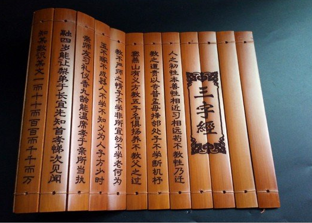 三字經
人之初性本善性相近习相远苟不教性乃迁
教之道贵以专昔孟母择邻处子不学断机杼
窦燕山有义方教五子名俱扬养不教父之过
教不严师之惰子不学非所宜幼不学老何为
玉不琢不成器人不学不知义为人子方少时
亲师友习礼仪香九龄能温席孝于亲所当执
融四岁能让梨弟于长宜先知首孝悌次见闻
知某数识某文一而十十而百百而千千而万